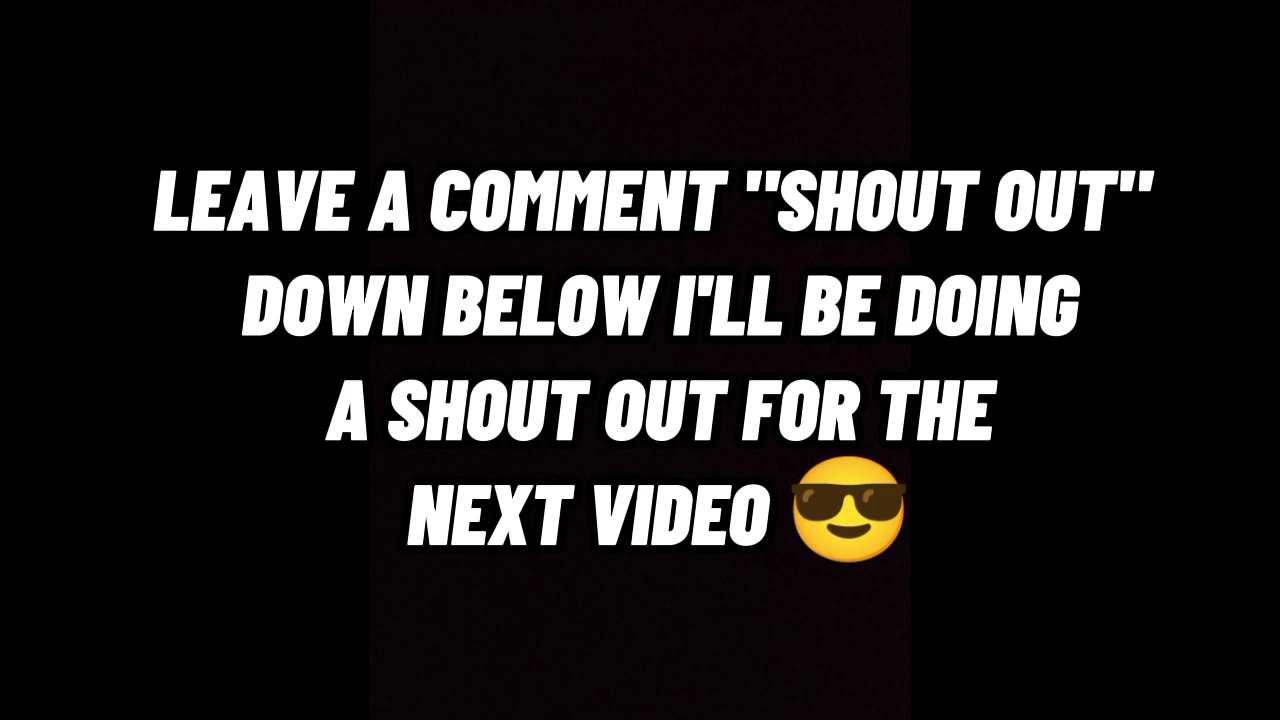 LEAVE A COMMENT "SHOUT OUT"
DOWN BELOW I'LL BE DOING
A SHOUT OUT FOR THE
NEXT VIDEO 😎